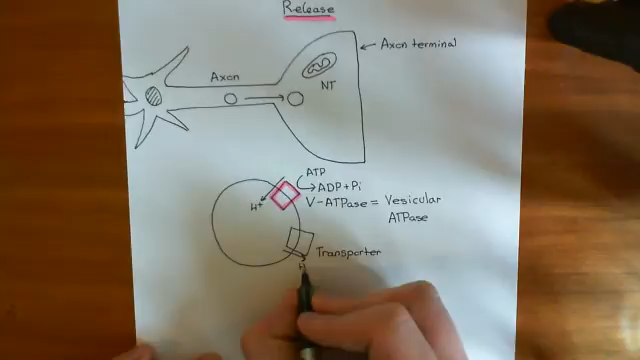 Release
Axon terminal
Axon
NT
ATP
ADP + Pi
H+
V-ATPase = Vesicular
ATPase
Transporter